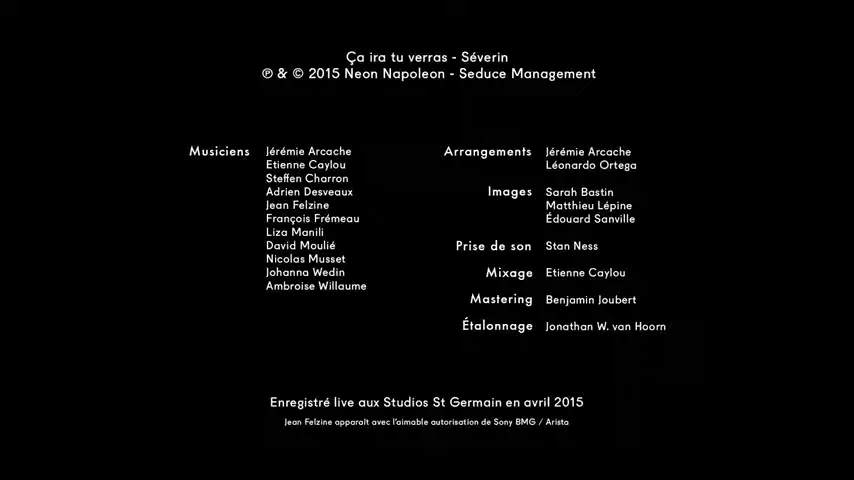 Ça ira tu verras - Séverin
℗ & © 2015 Neon Napoleon - Seduce Management
Musiciens
Jérémie Arcache
Etienne Caylou
Steffen Charron
Adrien Desveaux
Jean Felzine
François Frémeau
Liza Manili
David Moulié
Nicolas Musset
Johanna Wedin
Ambroise Willaume
Arrangements
Jérémie Arcache
Léonardo Ortega
Images
Sarah Bastin
Matthieu Lépine
Édouard Sanville
Prise de son
Stan Ness
Mixage
Etienne Caylou
Mastering
Benjamin Joubert
Étalonnage
Jonathan W. van Hoorn
Enregistré live aux Studios St Germain en avril 2015
Jean Felzine apparaît avec l'aimable autorisation de Sony BMG / Arista